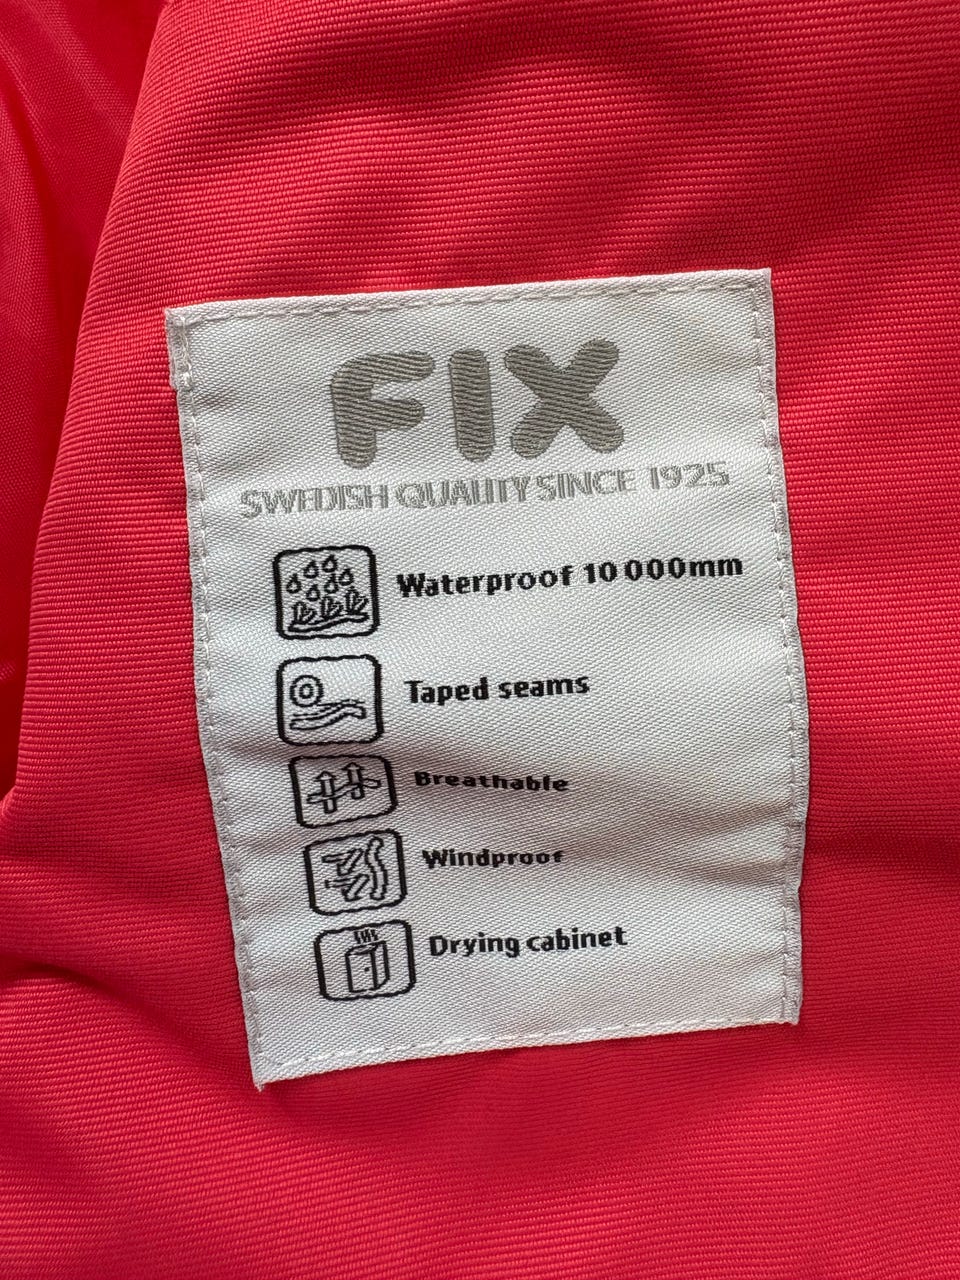 FIX
SWEDISH QUALITY SINCE 1925
Waterproof 10 000mm
Taped seams
Breathable
Windproof
Drying cabinet